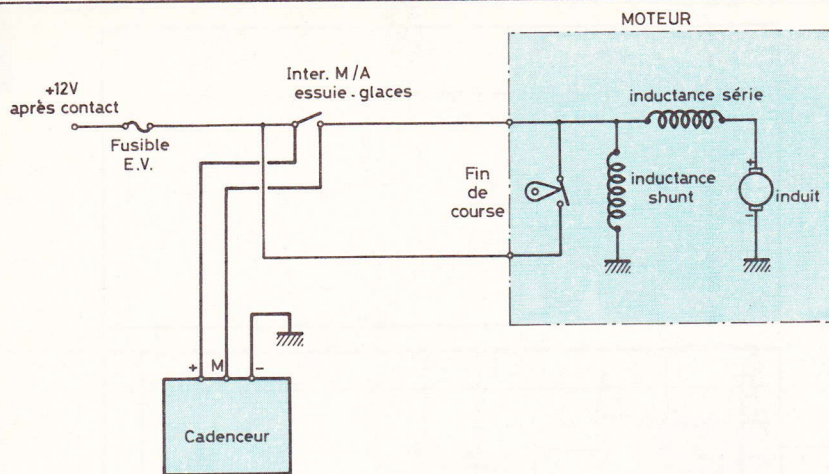 MOTEUR
+12V
après contact
Fusible
E.V.
Inter. M/A
essuie-glaces
inductance série
Fin
de
course
inductance
shunt
+
-
induit
+ M -
Cadenceur